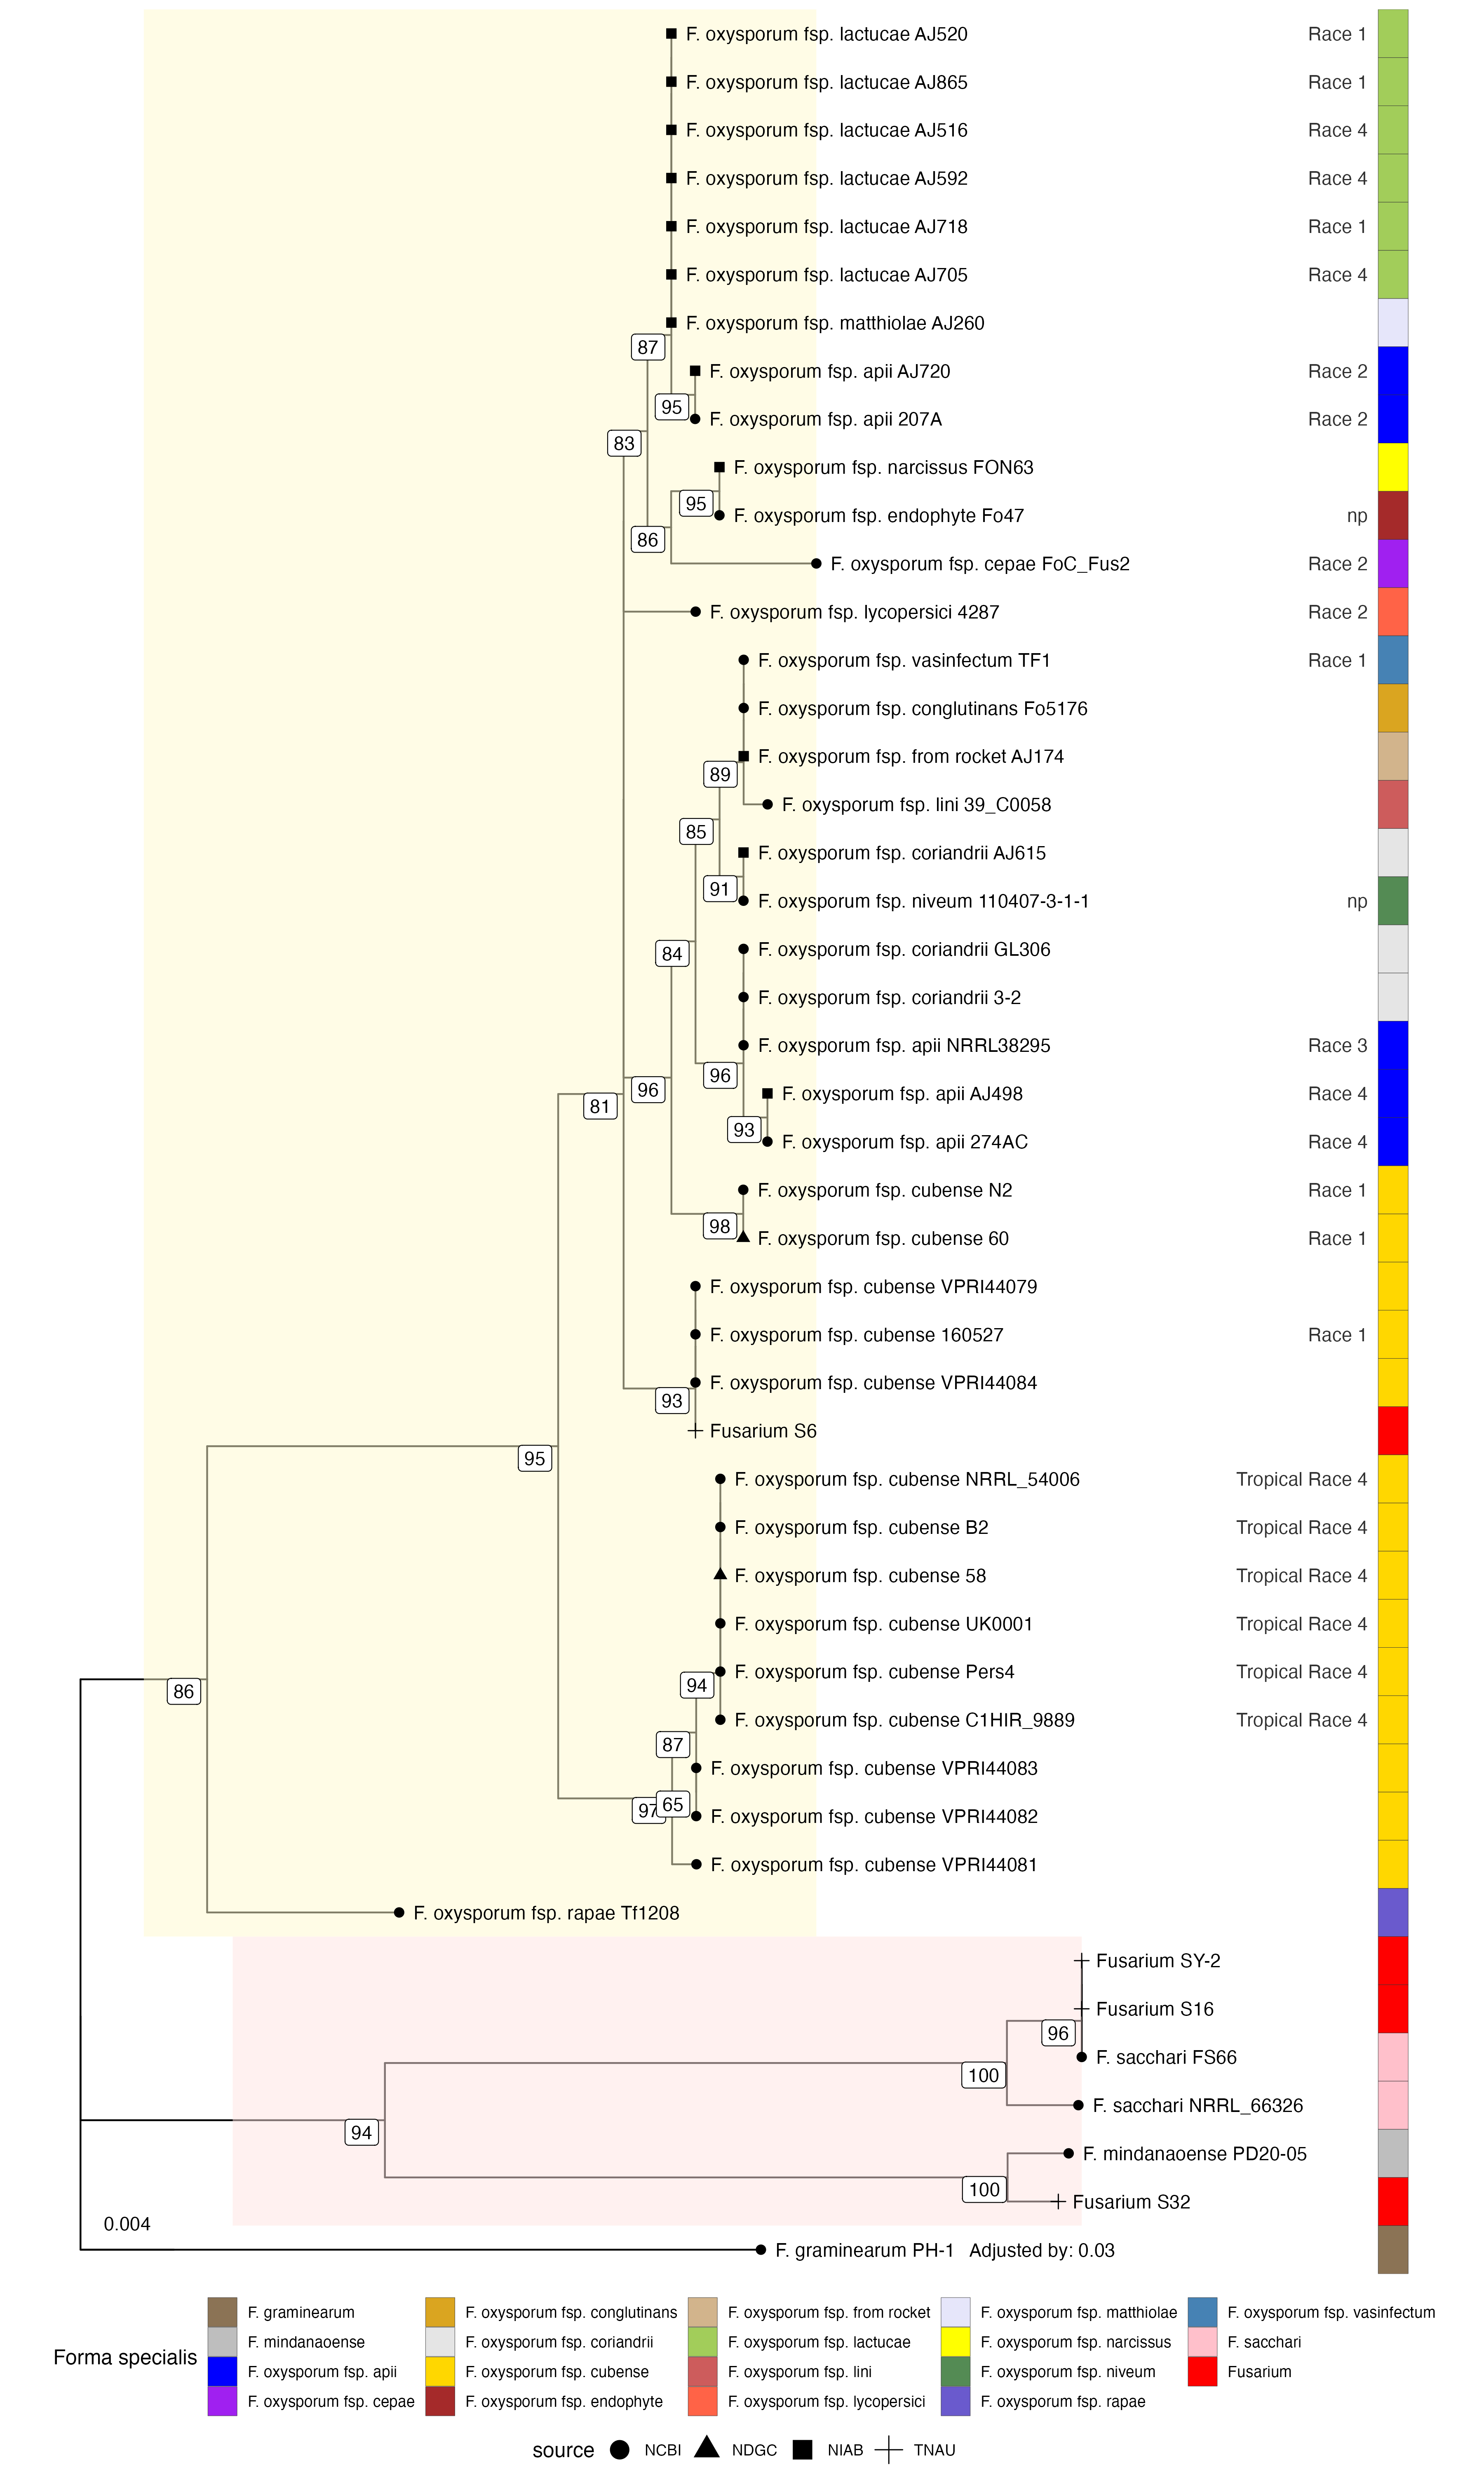 F. oxysporum fsp. lactucae AJ520 Race 1
F. oxysporum fsp. lactucae AJ865 Race 1
F. oxysporum fsp. lactucae AJ516 Race 4
F. oxysporum fsp. lactucae AJ592 Race 4
F. oxysporum fsp. lactucae AJ718 Race 1
F. oxysporum fsp. lactucae AJ705 Race 4
F. oxysporum fsp. matthiolae AJ260
87
F. oxysporum fsp. apii AJ720 Race 2
95
F. oxysporum fsp. apii 207A Race 2
83
F. oxysporum fsp. narcissus FON63
95
F. oxysporum fsp. endophyte Fo47 np
86
F. oxysporum fsp. cepae FoC_Fus2 Race 2
F. oxysporum fsp. lycopersici 4287 Race 2
F. oxysporum fsp. vasinfectum TF1 Race 1
F. oxysporum fsp. conglutinans Fo5176
F. oxysporum fsp. from rocket AJ174
89
F. oxysporum fsp. lini 39_C0058
85
F. oxysporum fsp. coriandrii AJ615
91
F. oxysporum fsp. niveum 110407-3-1-1 np
84
F. oxysporum fsp. coriandrii GL306
F. oxysporum fsp. coriandrii 3-2
F. oxysporum fsp. apii NRRL38295 Race 3
96
96
F. oxysporum fsp. apii AJ498 Race 4
81
93
F. oxysporum fsp. apii 274AC Race 4
F. oxysporum fsp. cubense N2 Race 1
98
F. oxysporum fsp. cubense 60 Race 1
F. oxysporum fsp. cubense VPRI44079
F. oxysporum fsp. cubense 160527 Race 1
F. oxysporum fsp. cubense VPRI44084
93
Fusarium S6
95
F. oxysporum fsp. cubense NRRL_54006 Tropical Race 4
F. oxysporum fsp. cubense B2 Tropical Race 4
F. oxysporum fsp. cubense 58 Tropical Race 4
F. oxysporum fsp. cubense UK0001 Tropical Race 4
F. oxysporum fsp. cubense Pers4 Tropical Race 4
94
86
F. oxysporum fsp. cubense C1HIR_9889 Tropical Race 4
87
F. oxysporum fsp. cubense VPRI44083
97 65
F. oxysporum fsp. cubense VPRI44082
F. oxysporum fsp. cubense VPRI44081
F. oxysporum fsp. rapae Tf1208
Fusarium SY-2
Fusarium S16
96
F. sacchari FS66
100
F. sacchari NRRL_66326
94
F. mindanaoense PD20-05
100
Fusarium S32
0.004
F. graminearum PH-1 Adjusted by: 0.03
Forma specialis
F. graminearum
F. mindanaoense
F. oxysporum fsp. apii
F. oxysporum fsp. cepae
F. oxysporum fsp. conglutinans
F. oxysporum fsp. coriandrii
F. oxysporum fsp. cubense
F. oxysporum fsp. endophyte
F. oxysporum fsp. from rocket
F. oxysporum fsp. lactucae
F. oxysporum fsp. lini
F. oxysporum fsp. lycopersici
F. oxysporum fsp. matthiolae
F. oxysporum fsp. narcissus
F. oxysporum fsp. niveum
F. oxysporum fsp. rapae
F. oxysporum fsp. vasinfectum
F. sacchari
Fusarium
source NCBI NDGC NIAB TNAU